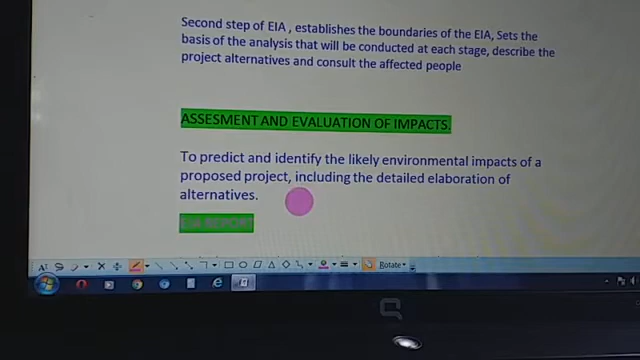 Second step of EIA , establishes the boundaries of the EIA, Sets the
basis of the analysis that will be conducted at each stage, describe the
project alternatives and consult the affected people
ASSESMENT AND EVALUATION OF IMPACTS.
To predict and identify the likely environmental impacts of a
proposed project, including the detailed elaboration of
alternatives.
EIA REPORT
Rotate